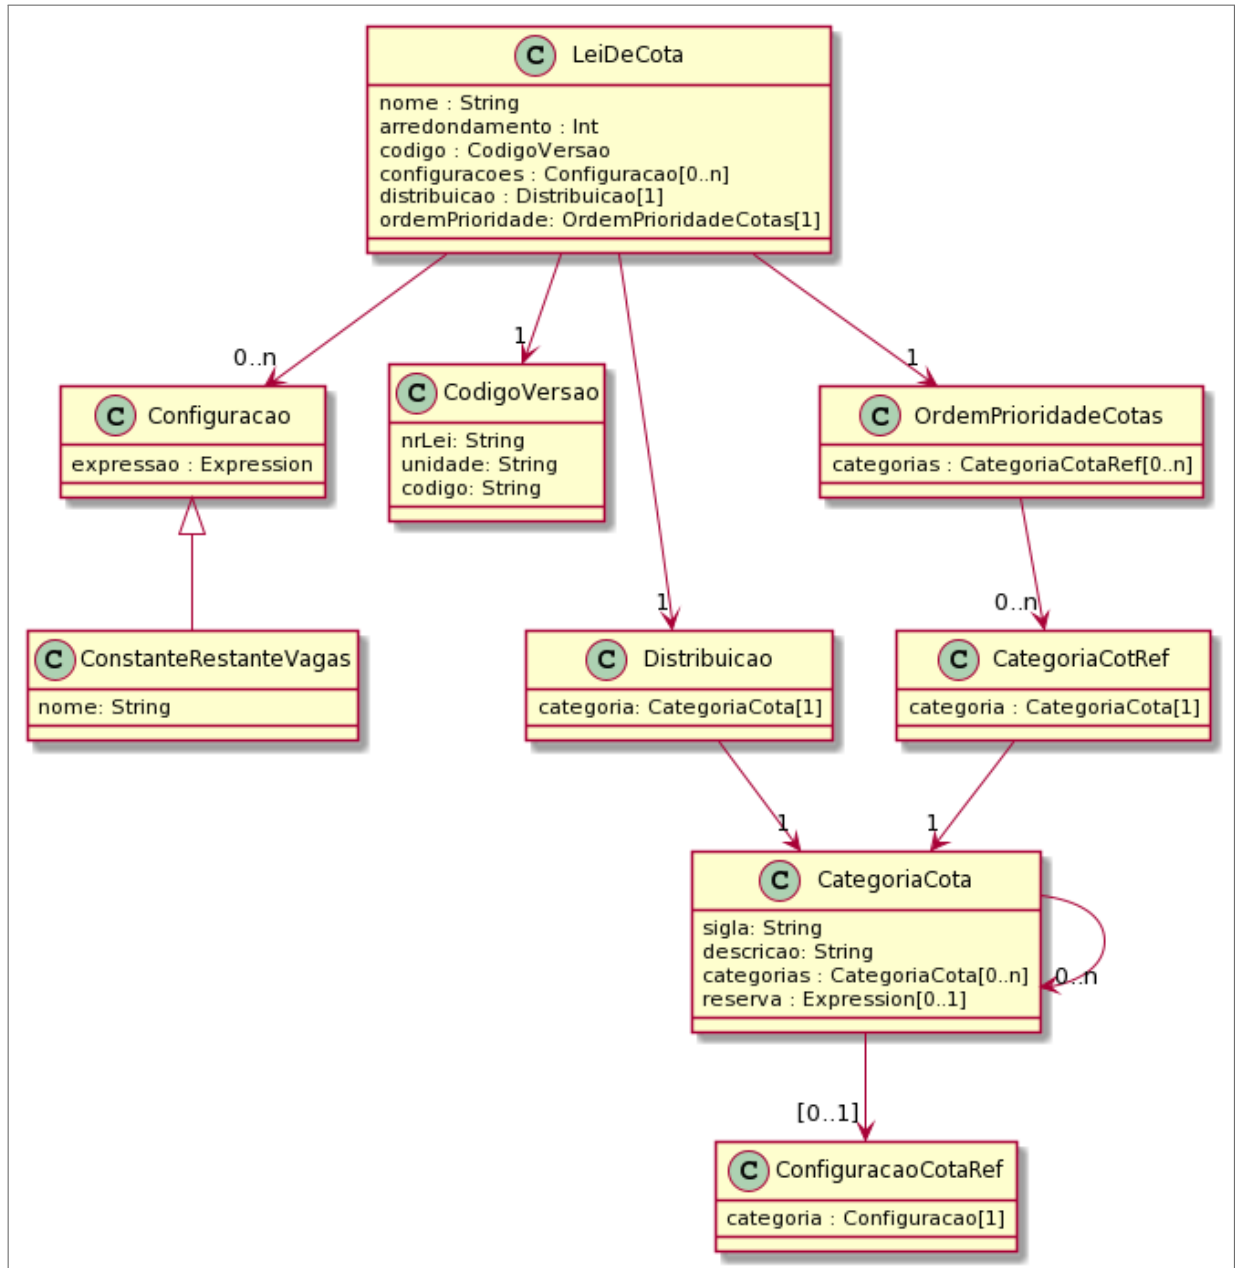 C LeiDeCota
nome : String
arredondamento : Int
codigo : CodigoVersao
configuracoes : Configuracao[0..n]
distribuicao : Distribuicao[1]
ordemPrioridade: OrdemPrioridadeCotas[1]
0..n
1
1
1
C Configuracao
expressao : Expression
C CodigoVersao
nrLei: String
unidade: String
codigo: String
C OrdemPrioridadeCotas
categorias : CategoriaCotaRef[0..n]
0..n
C ConstanteRestanteVagas
nome: String
C Distribuicao
categoria: CategoriaCota[1]
C CategoriaCotRef
categoria : CategoriaCota[1]
1
1
C CategoriaCota
sigla: String
descricao: String
categorias : CategoriaCota[0..n]
reserva : Expression[0..1]
0..n
[0..1]
C ConfiguracaoCotaRef
categoria : Configuracao[1]